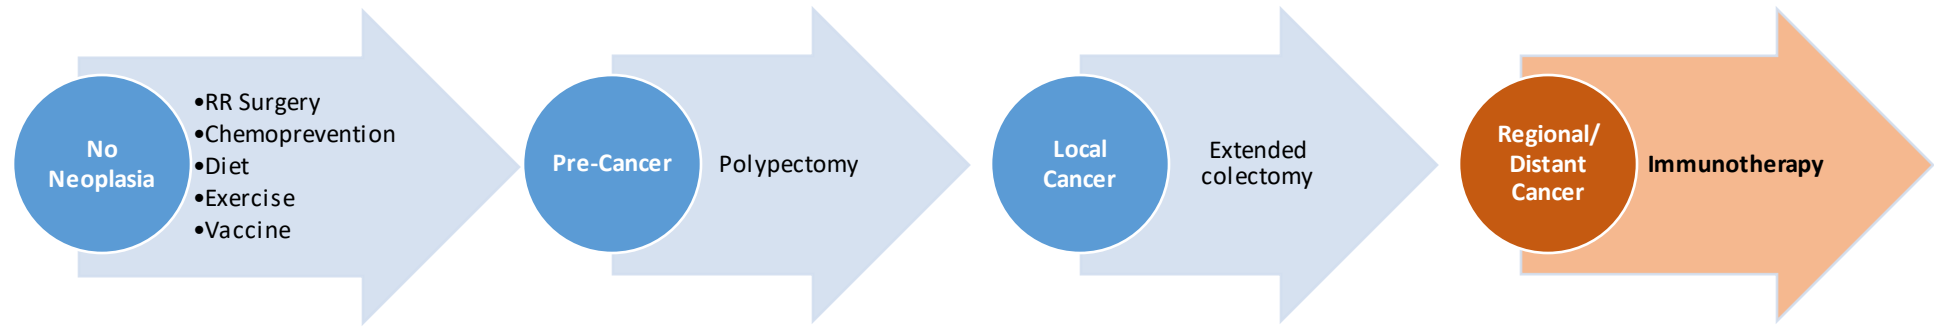 No
Neoplasia
•RR Surgery
•Chemoprevention
•Diet
•Exercise
•Vaccine
Pre-Cancer
Polypectomy
Local
Cancer
Extended
colectomy
Regional/
Distant
Cancer
Immunotherapy